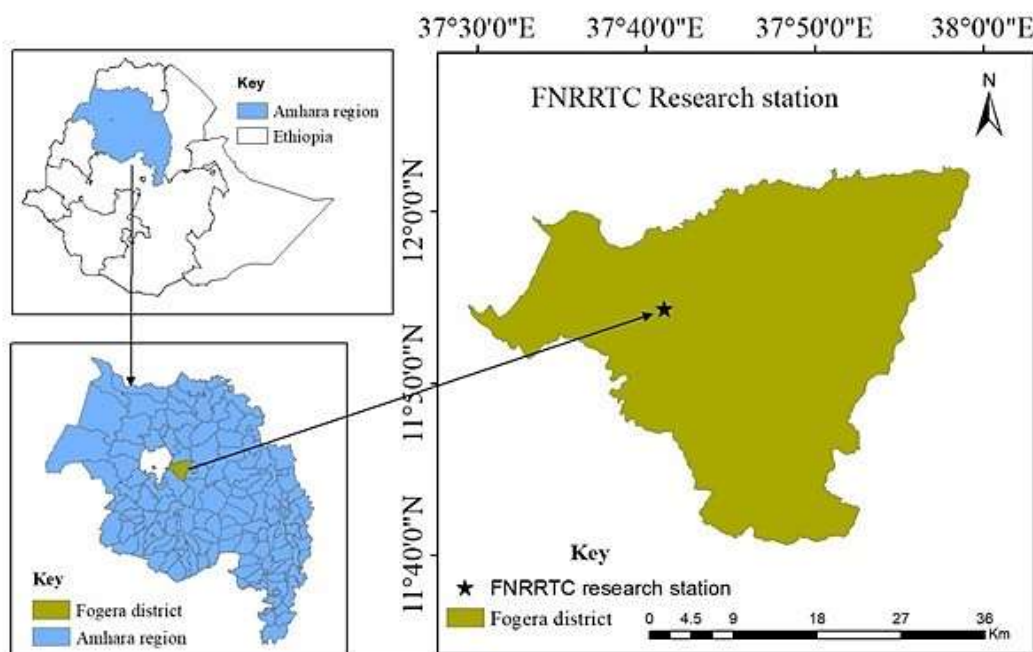 Key
Amhara region
Ethiopia
Key
Fogera district
Amhara region
37°30'0"E 37°40'0"E 37°50'0"E 38°0'0"E
FNRRTC Research station
N
12°0'0"N
11°50'0"N
11°40'0"N
Key
FNRRTC research station
Fogera district
0 4.5 9 18 27 36
Km